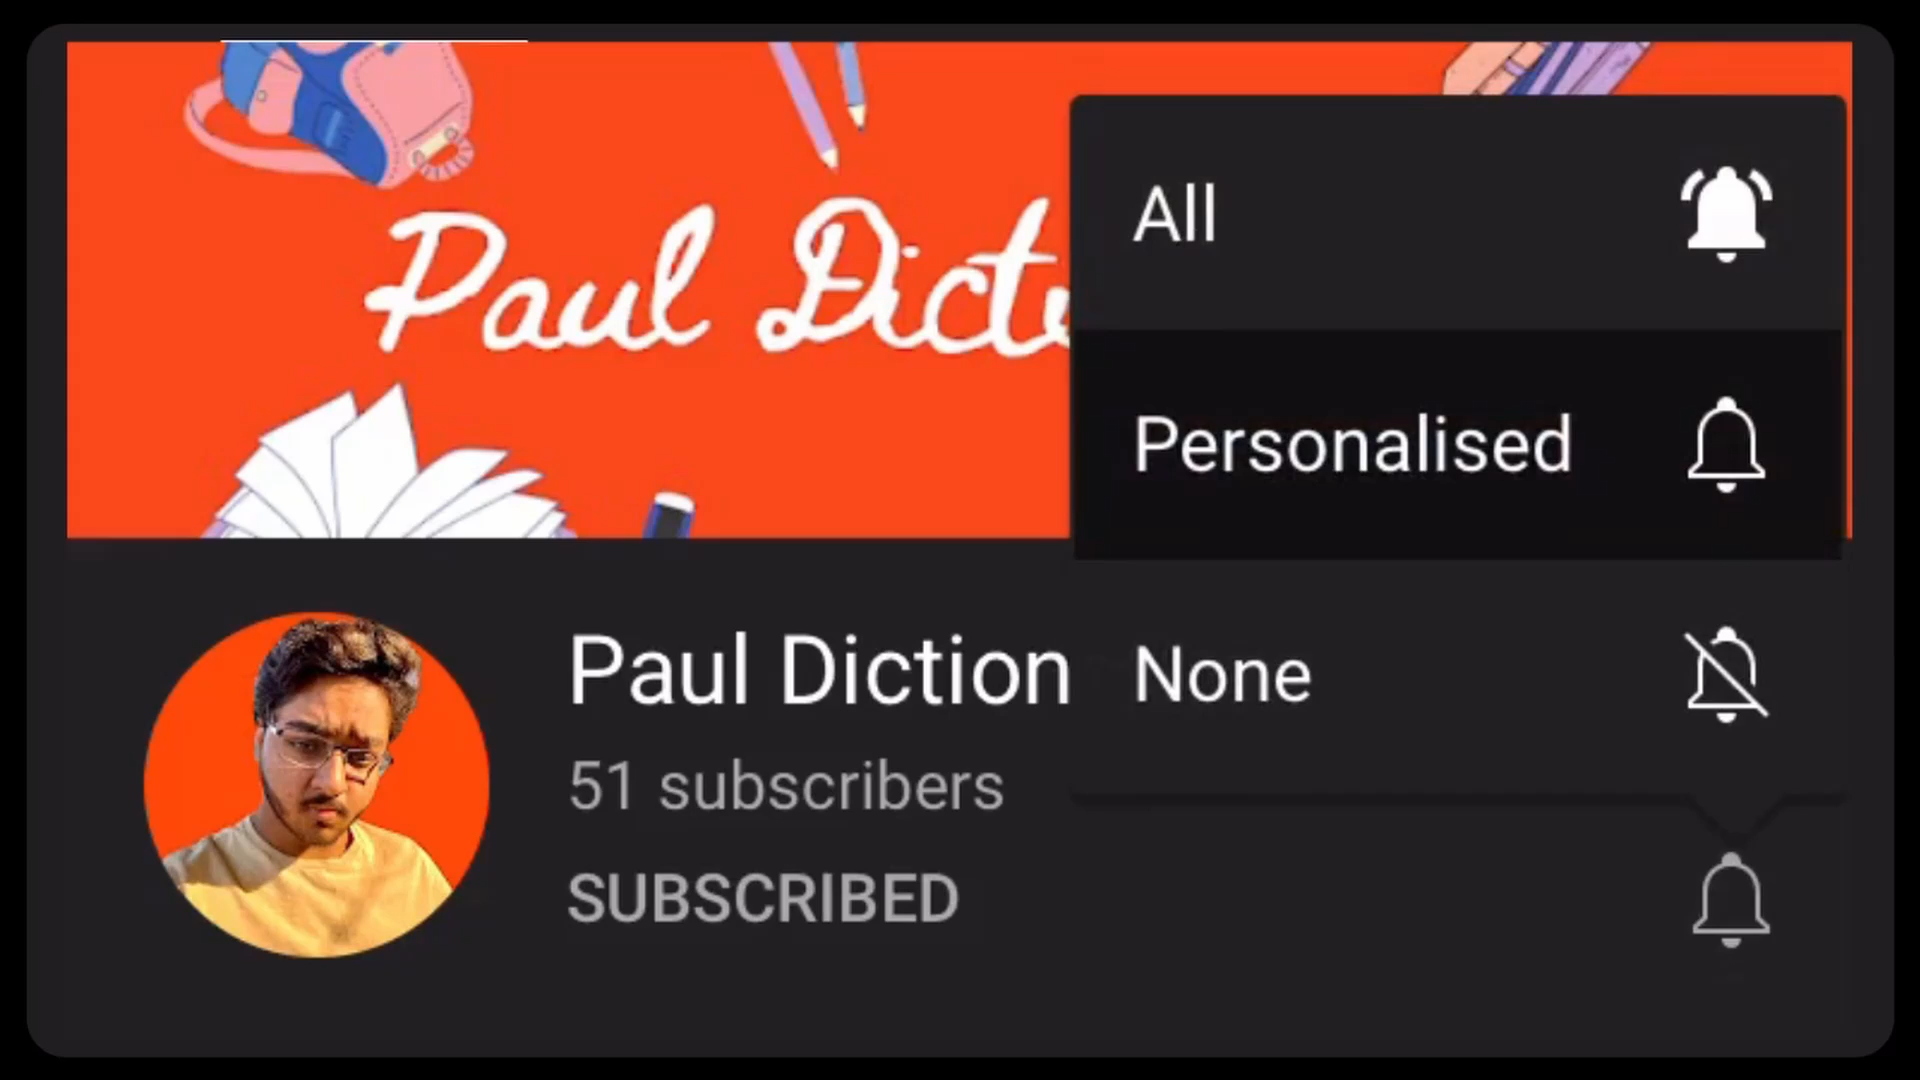 Paul Dict
All
Personalised
None
Paul Diction
51 subscribers
SUBSCRIBED